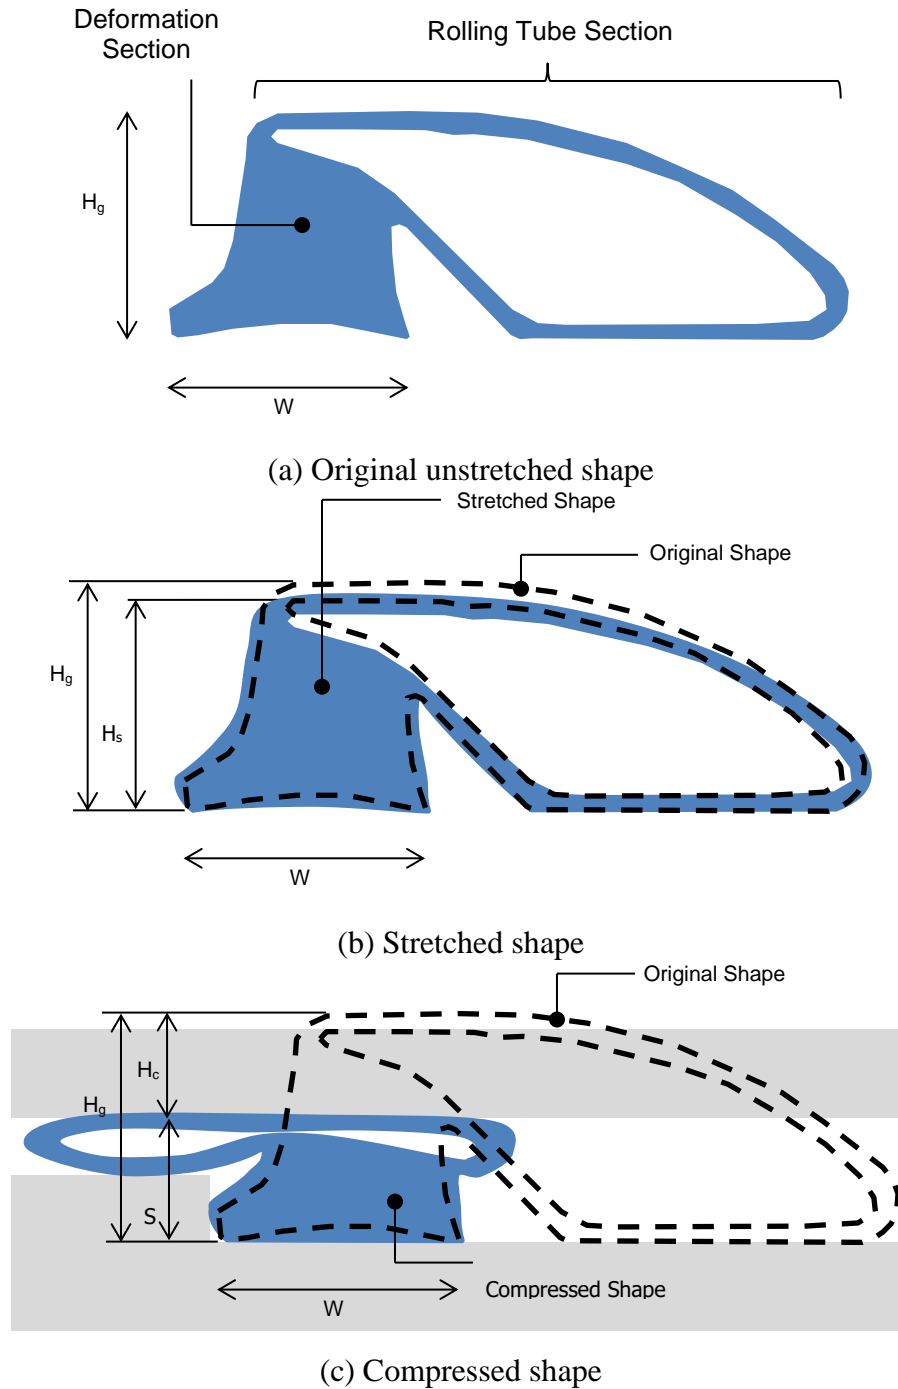 Deformation
Section
Rolling Tube Section
Hg
W
(a) Original unstretched shape
Stretched Shape
Original Shape
Hg
Hs
W
(b) Stretched shape
Original Shape
Hc
Hg
S
Compressed Shape
W
(c) Compressed shape